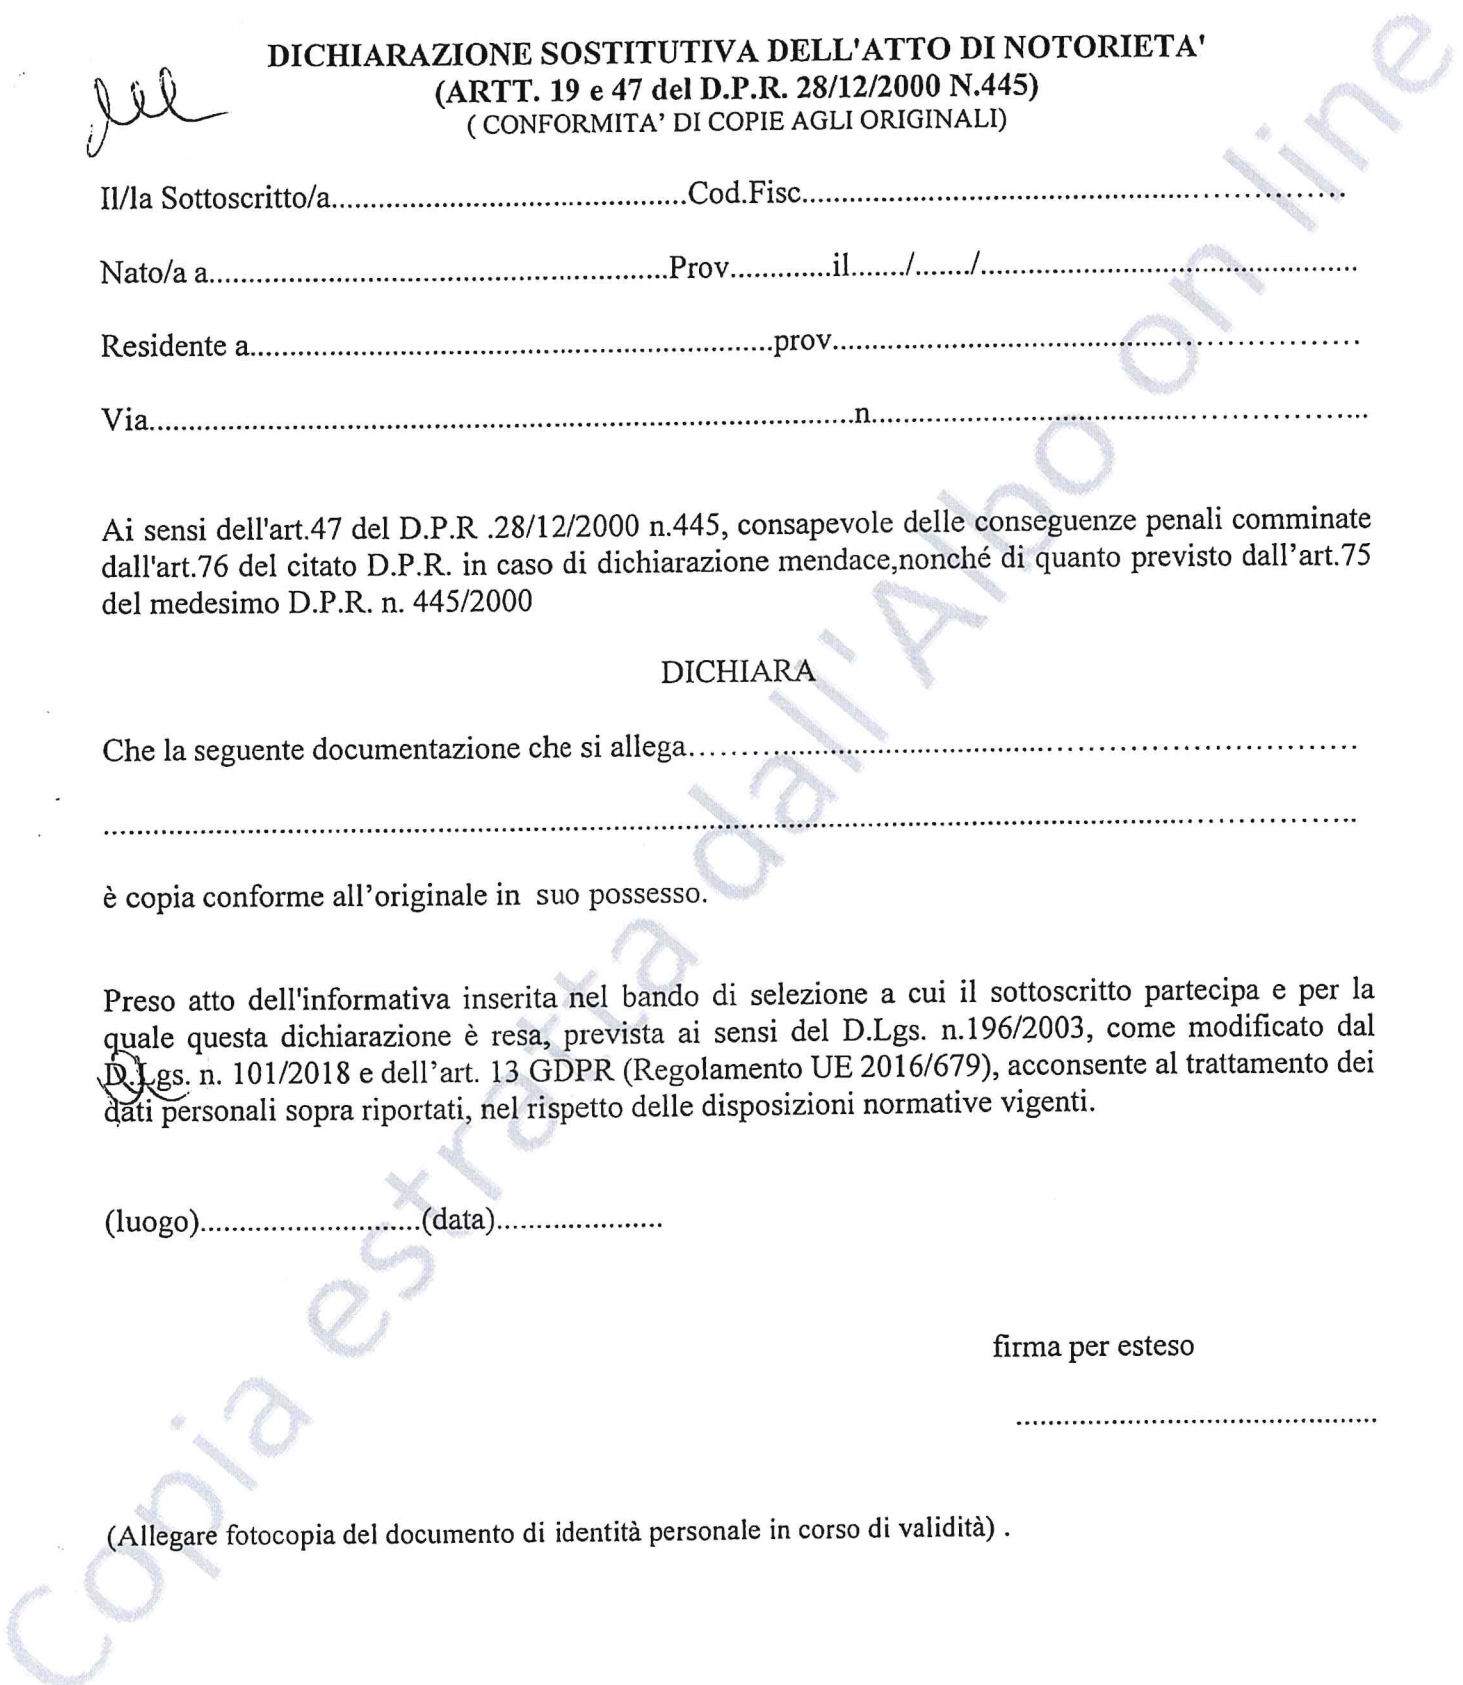 DICHIARAZIONE SOSTITUTIVA DELL'ATTO DI NOTORIETA'
(ARTT. 19 e 47 del D.P.R. 28/12/2000 N.445)
( CONFORMITA’ DI COPIE AGLI ORIGINALI)
Il/la Sottoscritto/a.............................................Cod.Fisc.....................................................................
Nato/a a.........................................................Prov.............il......./......./...............................................
Residente a.................................................................prov..................................................................
Via........................................................................................n..............................................................
Ai sensi dell'art.47 del D.P.R .28/12/2000 n.445, consapevole delle conseguenze penali comminate
dall'art.76 del citato D.P.R. in caso di dichiarazione mendace,nonché di quanto previsto dall’art.75
del medesimo D.P.R. n. 445/2000
DICHIARA
Che la seguente documentazione che si allega....................................................................................
............................................................................................................................................................
è copia conforme all’originale in suo possesso.
Preso atto dell'informativa inserita nel bando di selezione a cui il sottoscritto partecipa e per la
quale questa dichiarazione è resa, prevista ai sensi del D.Lgs. n.196/2003, come modificato dal
D.Lgs. n. 101/2018 e dell’art. 13 GDPR (Regolamento UE 2016/679), acconsente al trattamento dei
dati personali sopra riportati, nel rispetto delle disposizioni normative vigenti.
(luogo)............................(data).....................
firma per esteso
..............................................
(Allegare fotocopia del documento di identità personale in corso di validità) .
Copia estratta dall'Albo on line